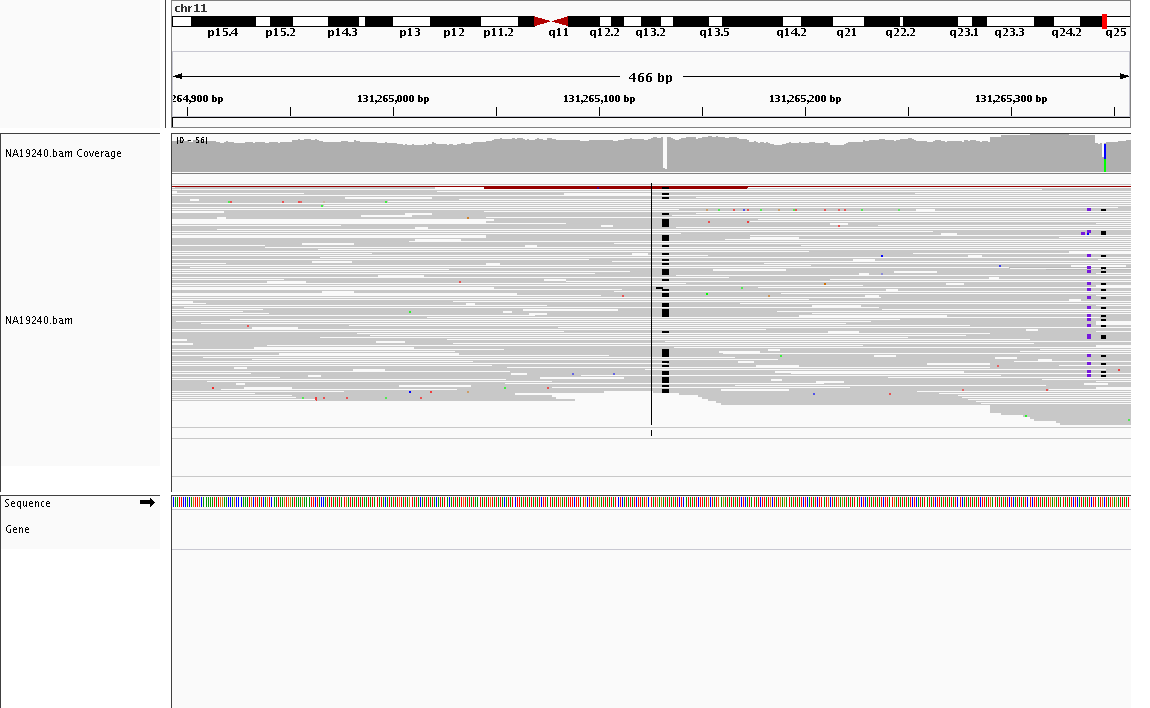 chr11
p15.4 p15.2 p14.3 p13 p12 p11.2 q11 q12.2 q13.2 q13.5 q14.2 q21 q22.2 q23.1 q23.3 q24.2 q25
466 bp
264,900 bp 131,265,000 bp 131,265,100 bp 131,265,200 bp 131,265,300 bp
[0 - 56]
NA19240.bam Coverage
NA19240.bam
Sequence
Gene